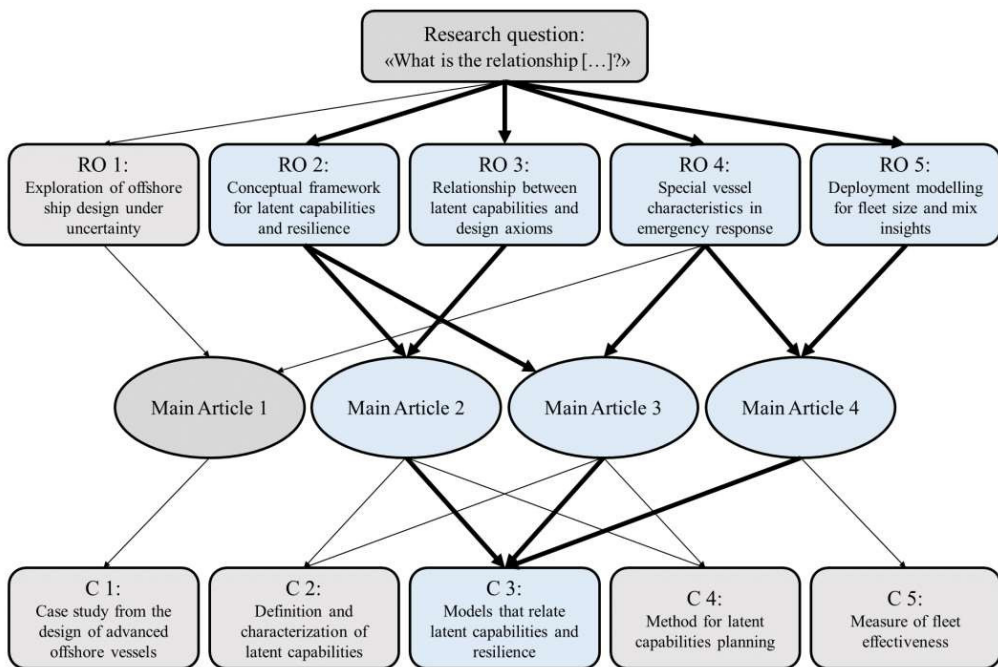 Research question:
«What is the relationship [...]?»
RO 1:
Exploration of offshore
ship design under
uncertainty
RO 2:
Conceptual framework
for latent capabilities
and resilience
RO 3:
Relationship between
latent capabilities and
design axioms
RO 4:
Special vessel
characteristics in
emergency response
RO 5:
Deployment modelling
for fleet size and mix
insights
Main Article 1
Main Article 2
Main Article 3
Main Article 4
C 1:
Case study from the
design of advanced
offshore vessels
C 2:
Definition and
characterization of
latent capabilities
C 3:
Models that relate
latent capabilities and
resilience
C 4:
Method for latent
capabilities planning
C 5:
Measure of fleet
effectiveness